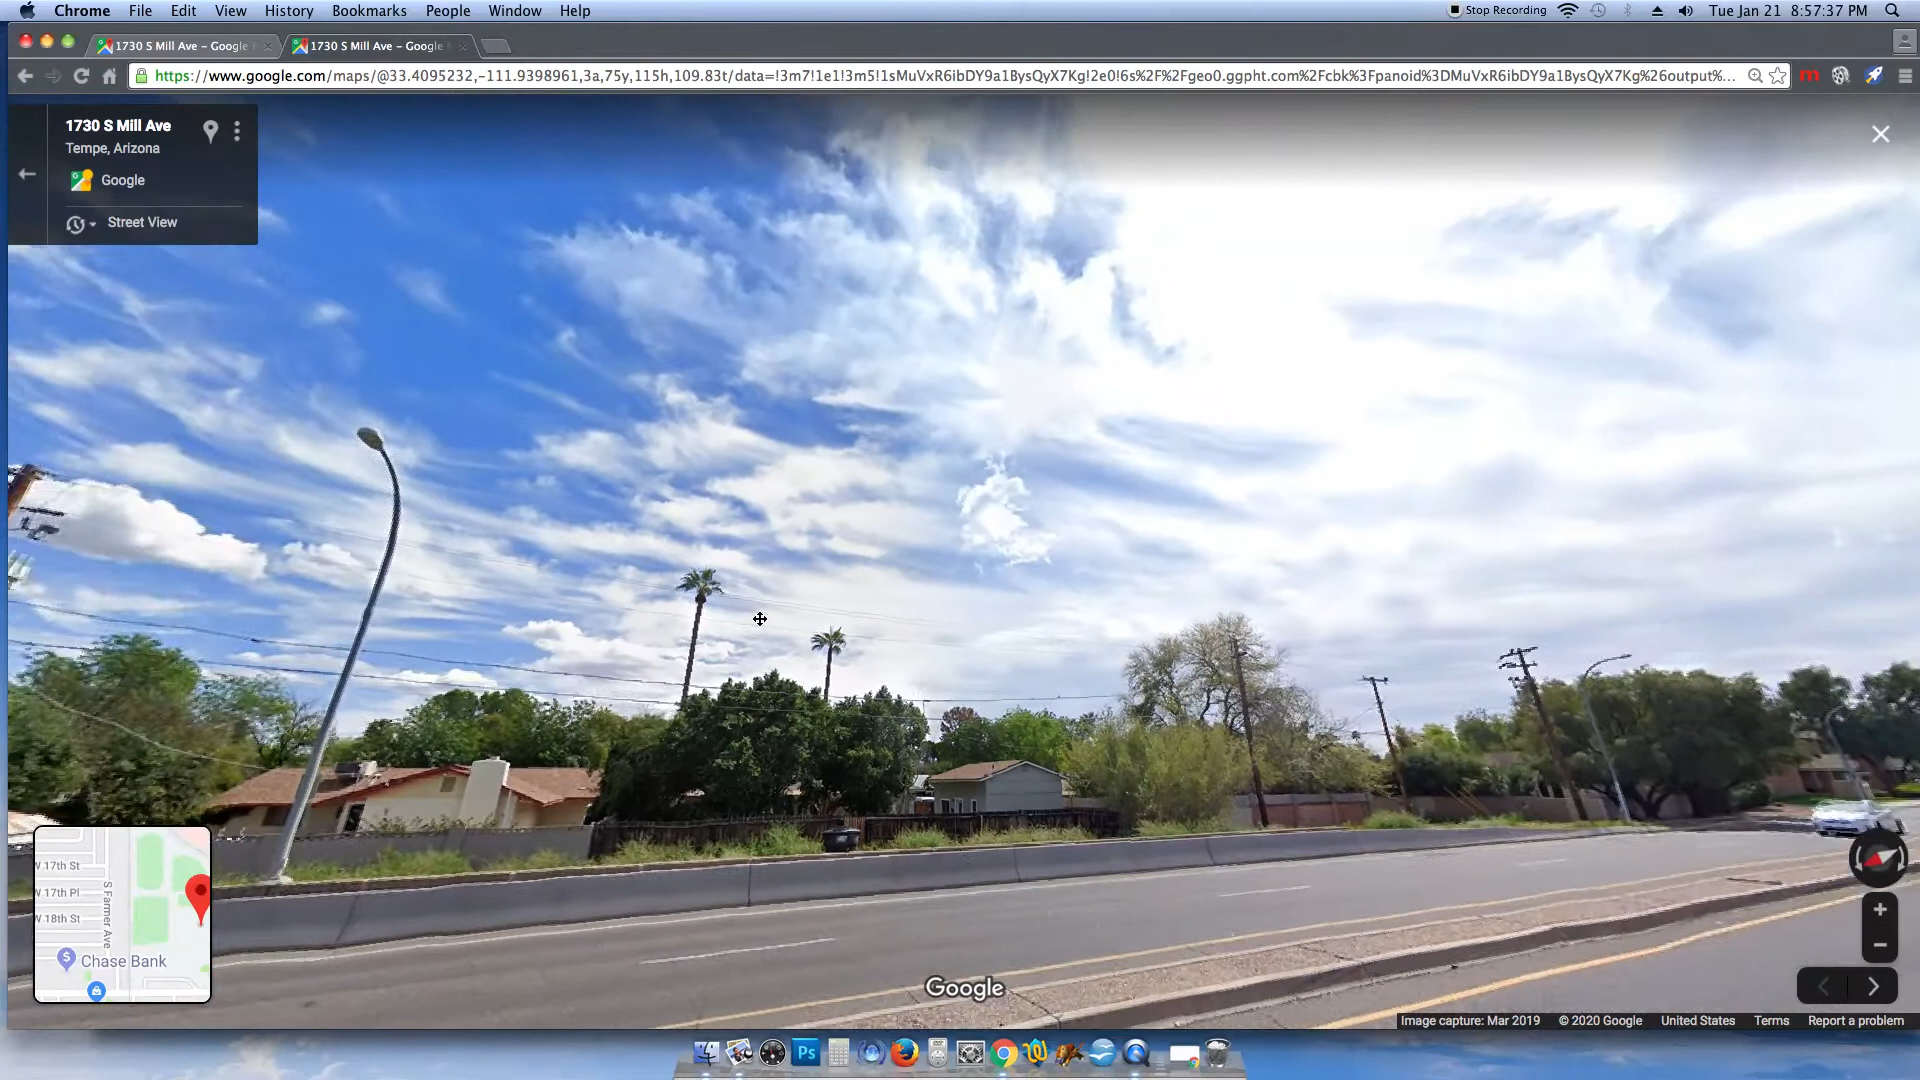 Chrome File Edit View History Bookmarks People Window Help
Stop Recording Tue Jan 21 8:57:37 PM
1730 S Mill Ave – Google
1730 S Mill Ave – Google
https://www.google.com/maps/@33.4095232,-111.9398961,3a,75y,115h,109.83t/data=!3m7!1e1!3m5!1sMuVxR6ibDY9a1BysQyX7Kg!2e0!6s%2F%2Fgeo0.ggpht.com%2Fcbk%3Fpanoid%3DMuVxR6ibDY9a1BysQyX7Kg%26output%...
m
1730 S Mill Ave
Tempe, Arizona
Google
Street View
W 17th St
W 17th Pl
W 18th St
S Farmer Ave
Chase Bank
Google
Image capture: Mar 2019 © 2020 Google United States Terms Report a problem
Ps